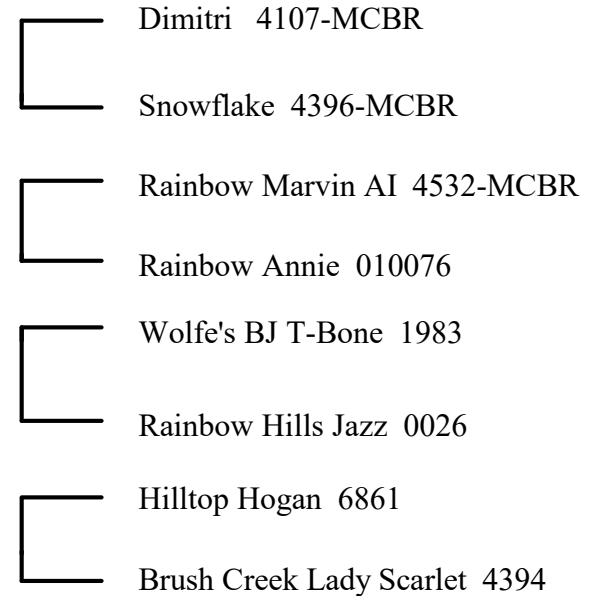 Dimitri 4107-MCBR
Snowflake 4396-MCBR
Rainbow Marvin AI 4532-MCBR
Rainbow Annie 010076
Wolfe's BJ T-Bone 1983
Rainbow Hills Jazz 0026
Hilltop Hogan 6861
Brush Creek Lady Scarlet 4394